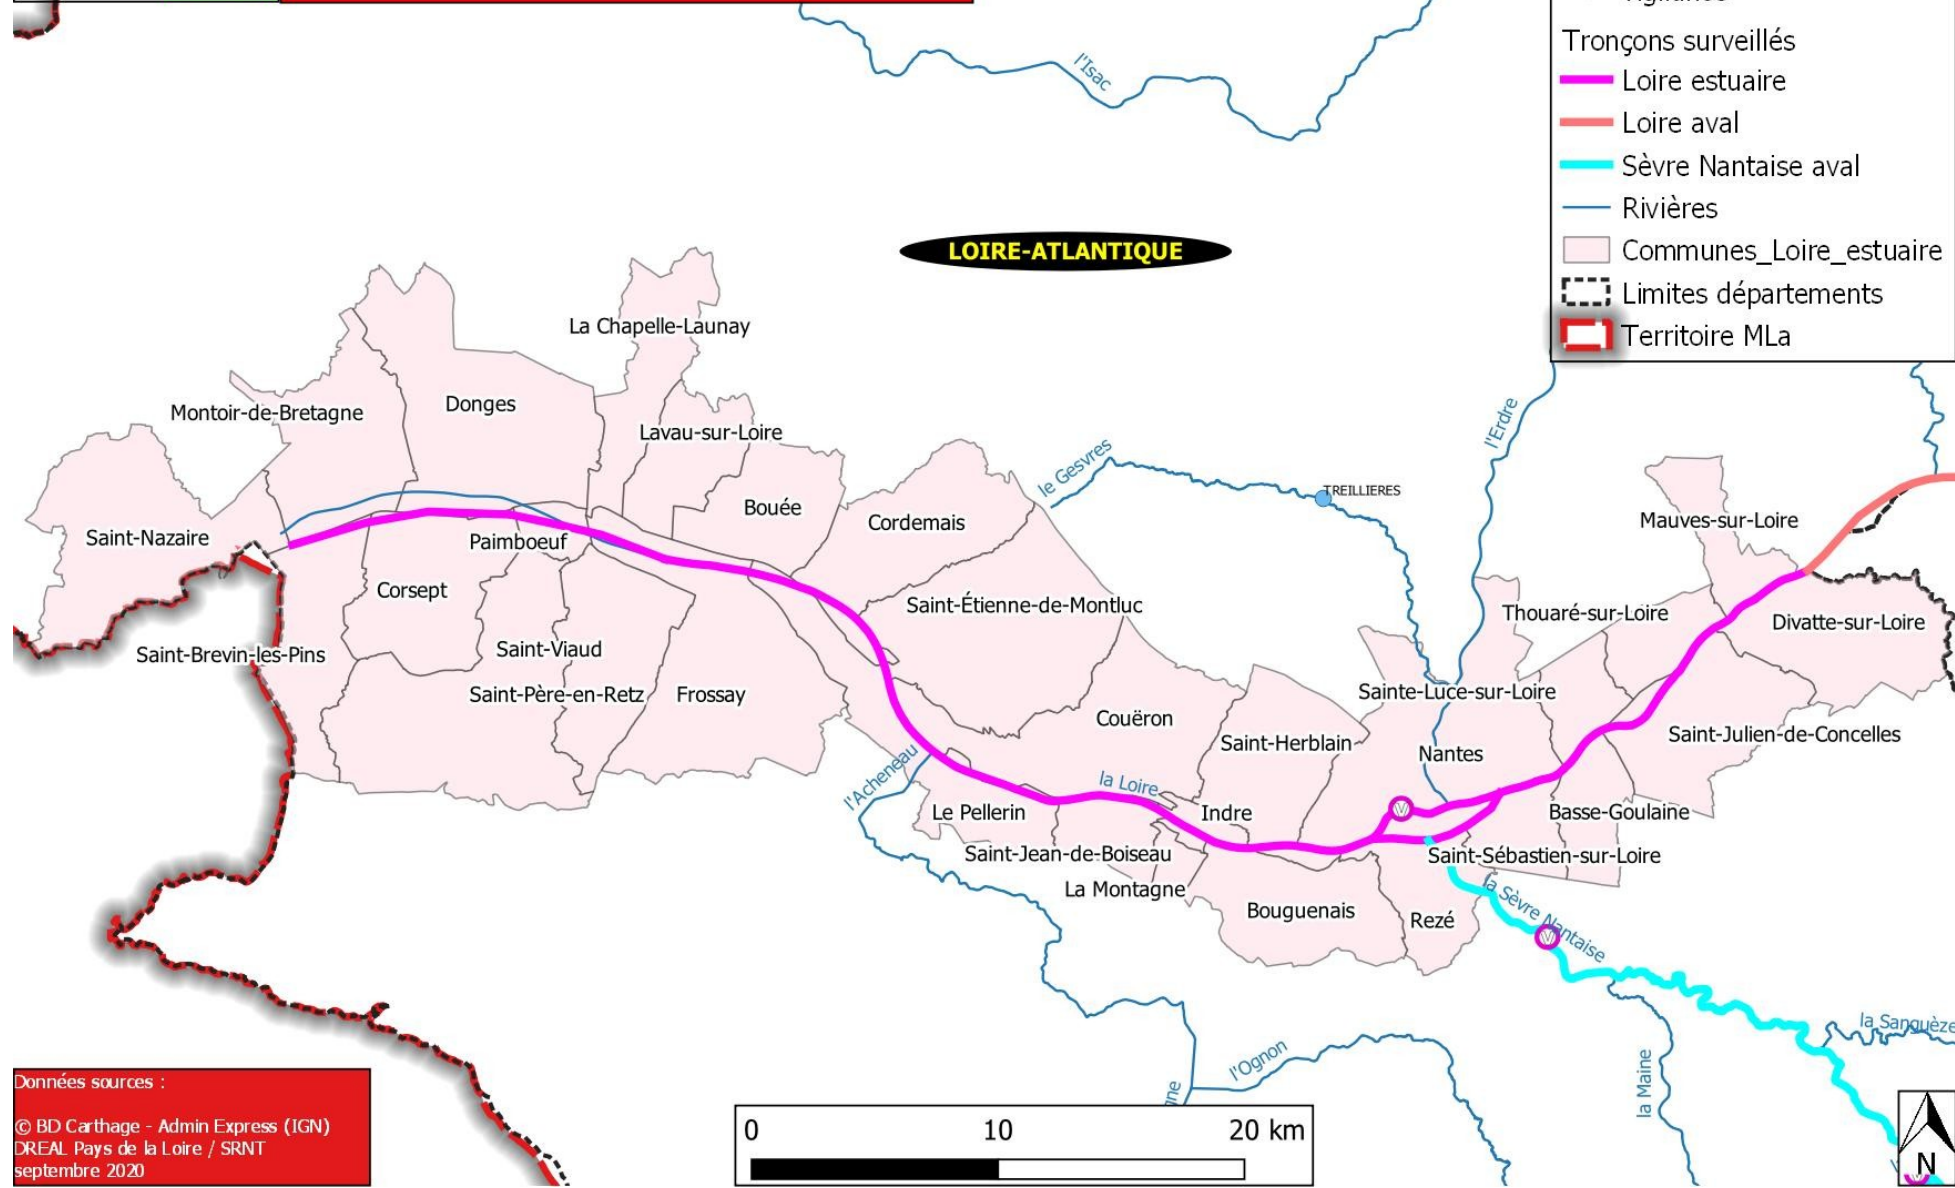 Tronçons surveillés
Loire estuaire
Loire aval
Sèvre Nantaise aval
Rivières
Communes_Loire_estuaire
Limites départements
Territoire MLa
l'Isac
LOIRE-ATLANTIQUE
La Chapelle-Launay
Montoir-de-Bretagne
Donges
Lavau-sur-Loire
l'Erdre
le Gesvres
TREILLIERES
Bouée
Cordemais
Mauves-sur-Loire
Saint-Nazaire
Paimboeuf
Corsept
Saint-Étienne-de-Montluc
Thouaré-sur-Loire
Divatte-sur-Loire
Saint-Brevin-les-Pins
Saint-Viaud
Saint-Père-en-Retz
Frossay
Sainte-Luce-sur-Loire
Couëron
Saint-Herblain
Nantes
Saint-Julien-de-Concelles
l'Acheneau
la Loire
Le Pellerin
Indre
Basse-Goulaine
Saint-Jean-de-Boiseau
Saint-Sébastien-sur-Loire
La Montagne
Bouguenais
Rezé
la Sèvre Nantaise
V
V
la Sanguèze
l'Ognon
la Maine
Données sources :
© BD Carthage - Admin Express (IGN)
DREAL Pays de la Loire / SRNT
septembre 2020
0 10 20 km
N